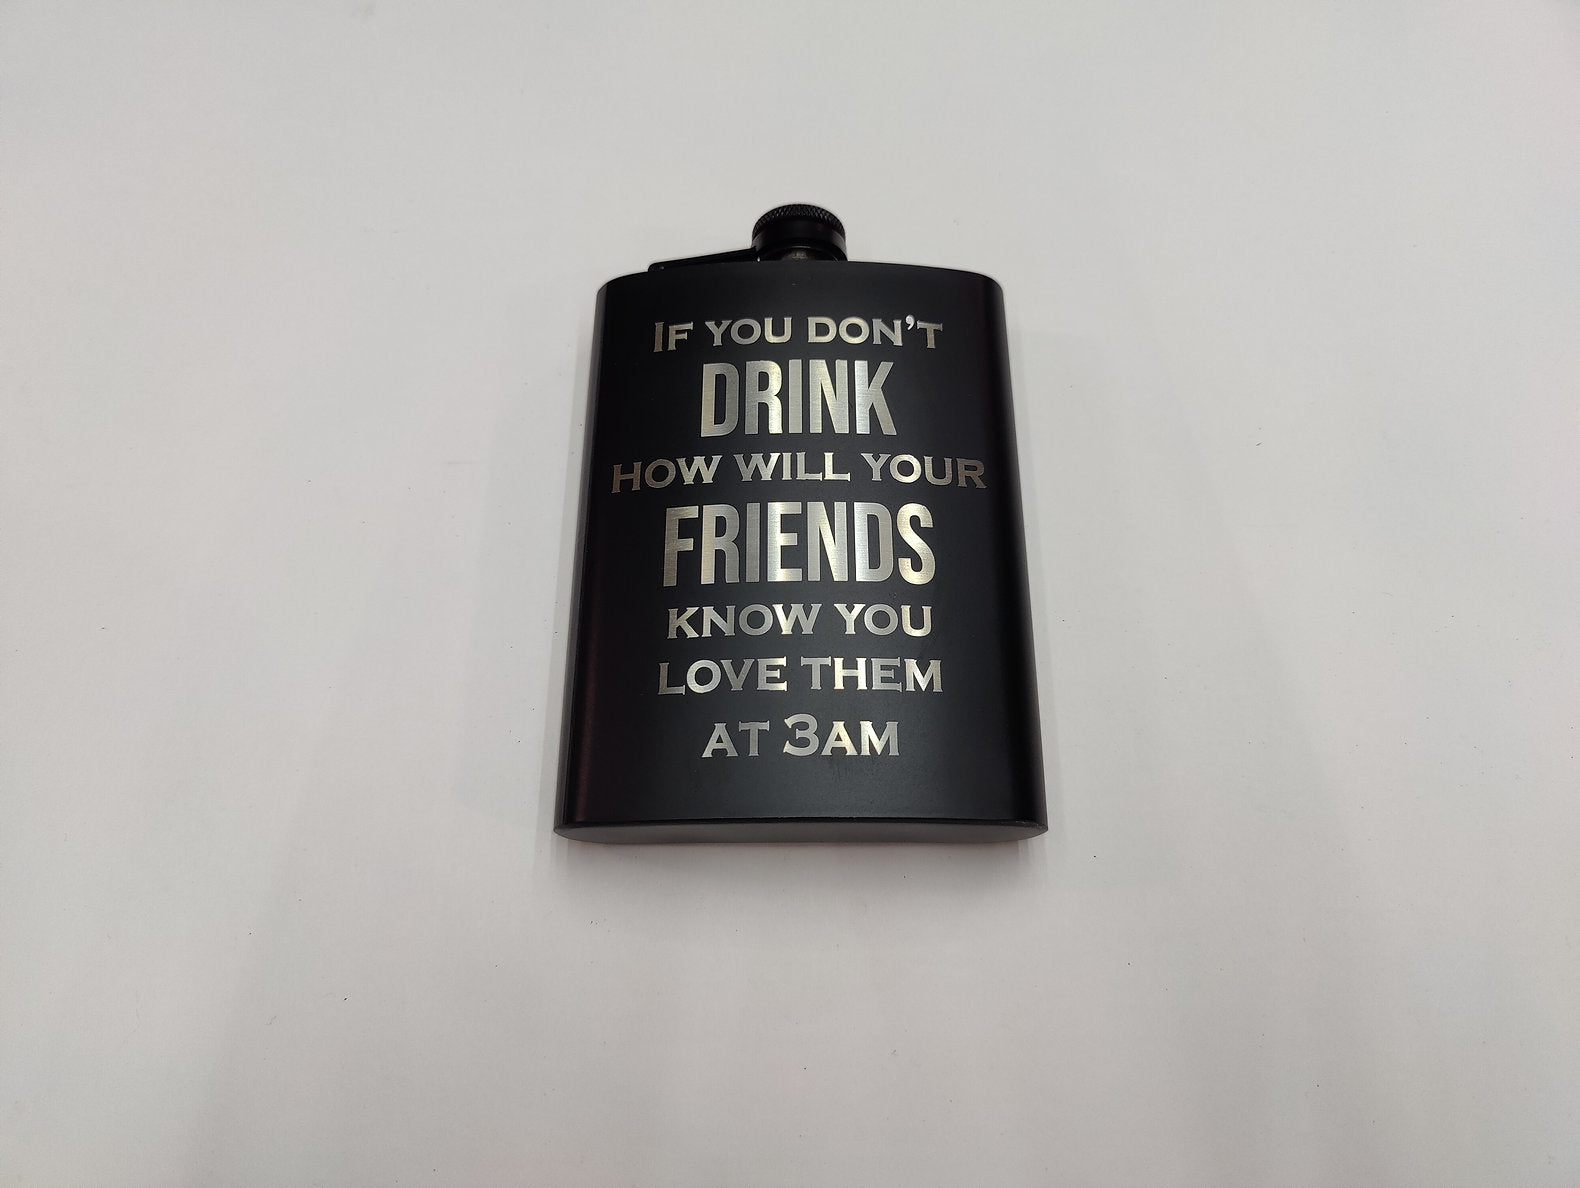 If you don't
DRINK
how will your
FRIENDS
know you
love them
at 3am